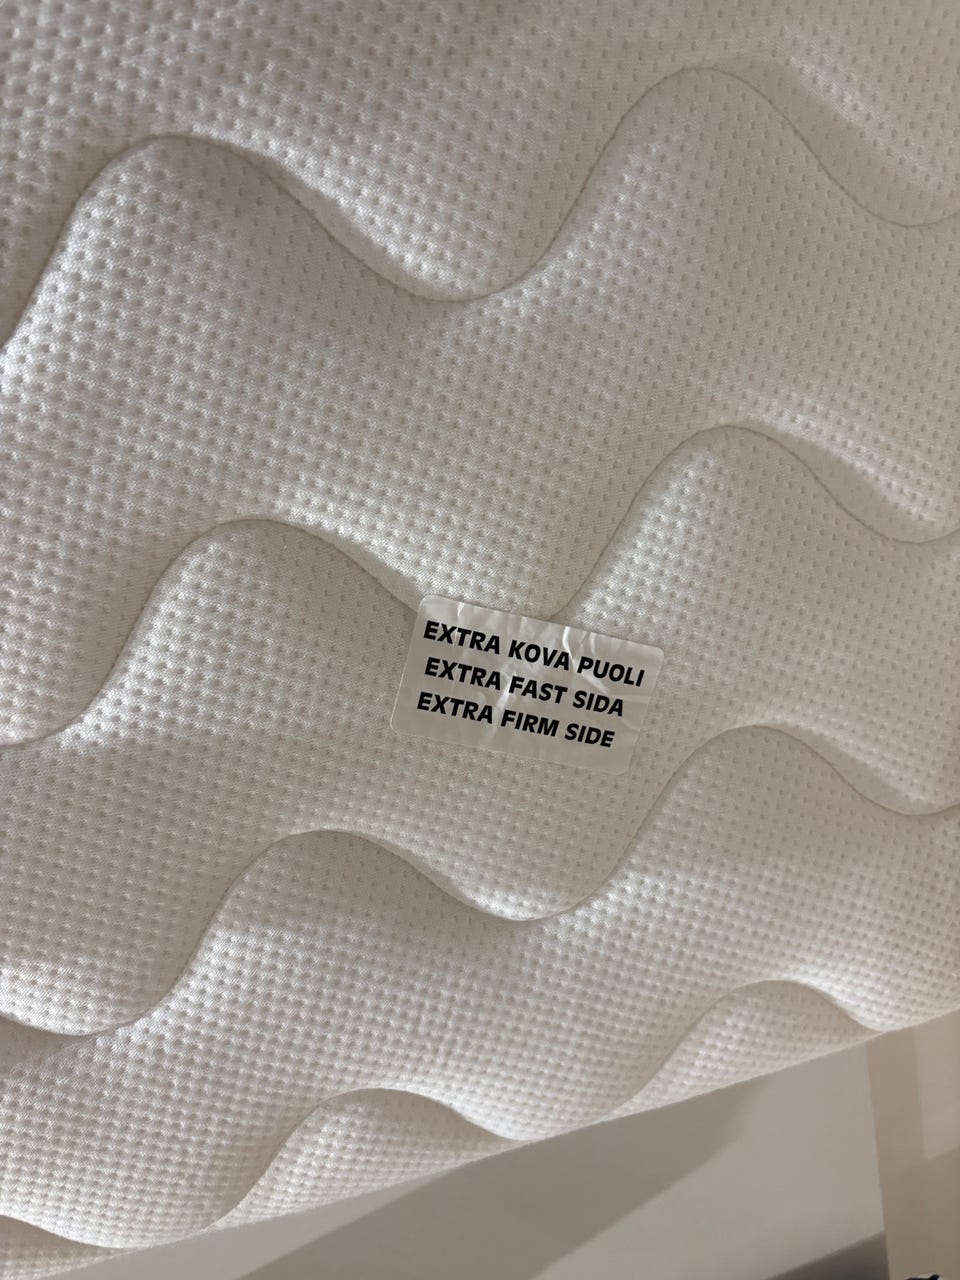 EXTRA KOVA PUOLI
EXTRA FAST SIDA
EXTRA FIRM SIDE